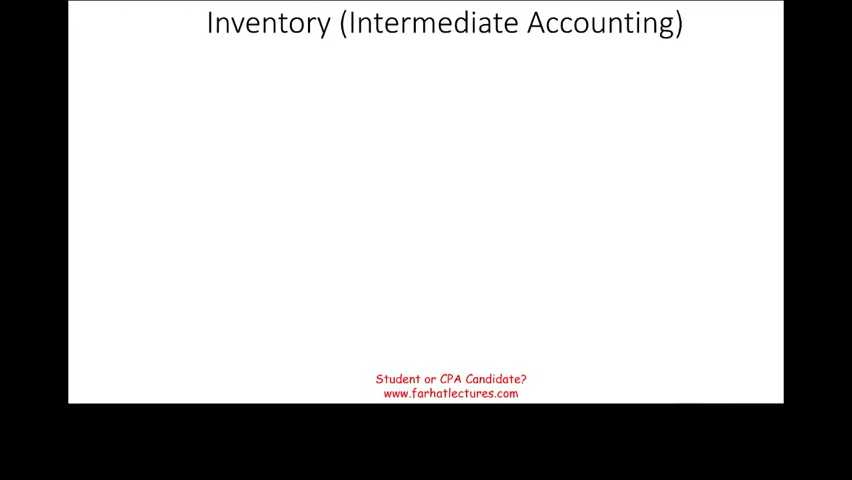 Inventory (Intermediate Accounting)
Student or CPA Candidate?
www.farhatlectures.com